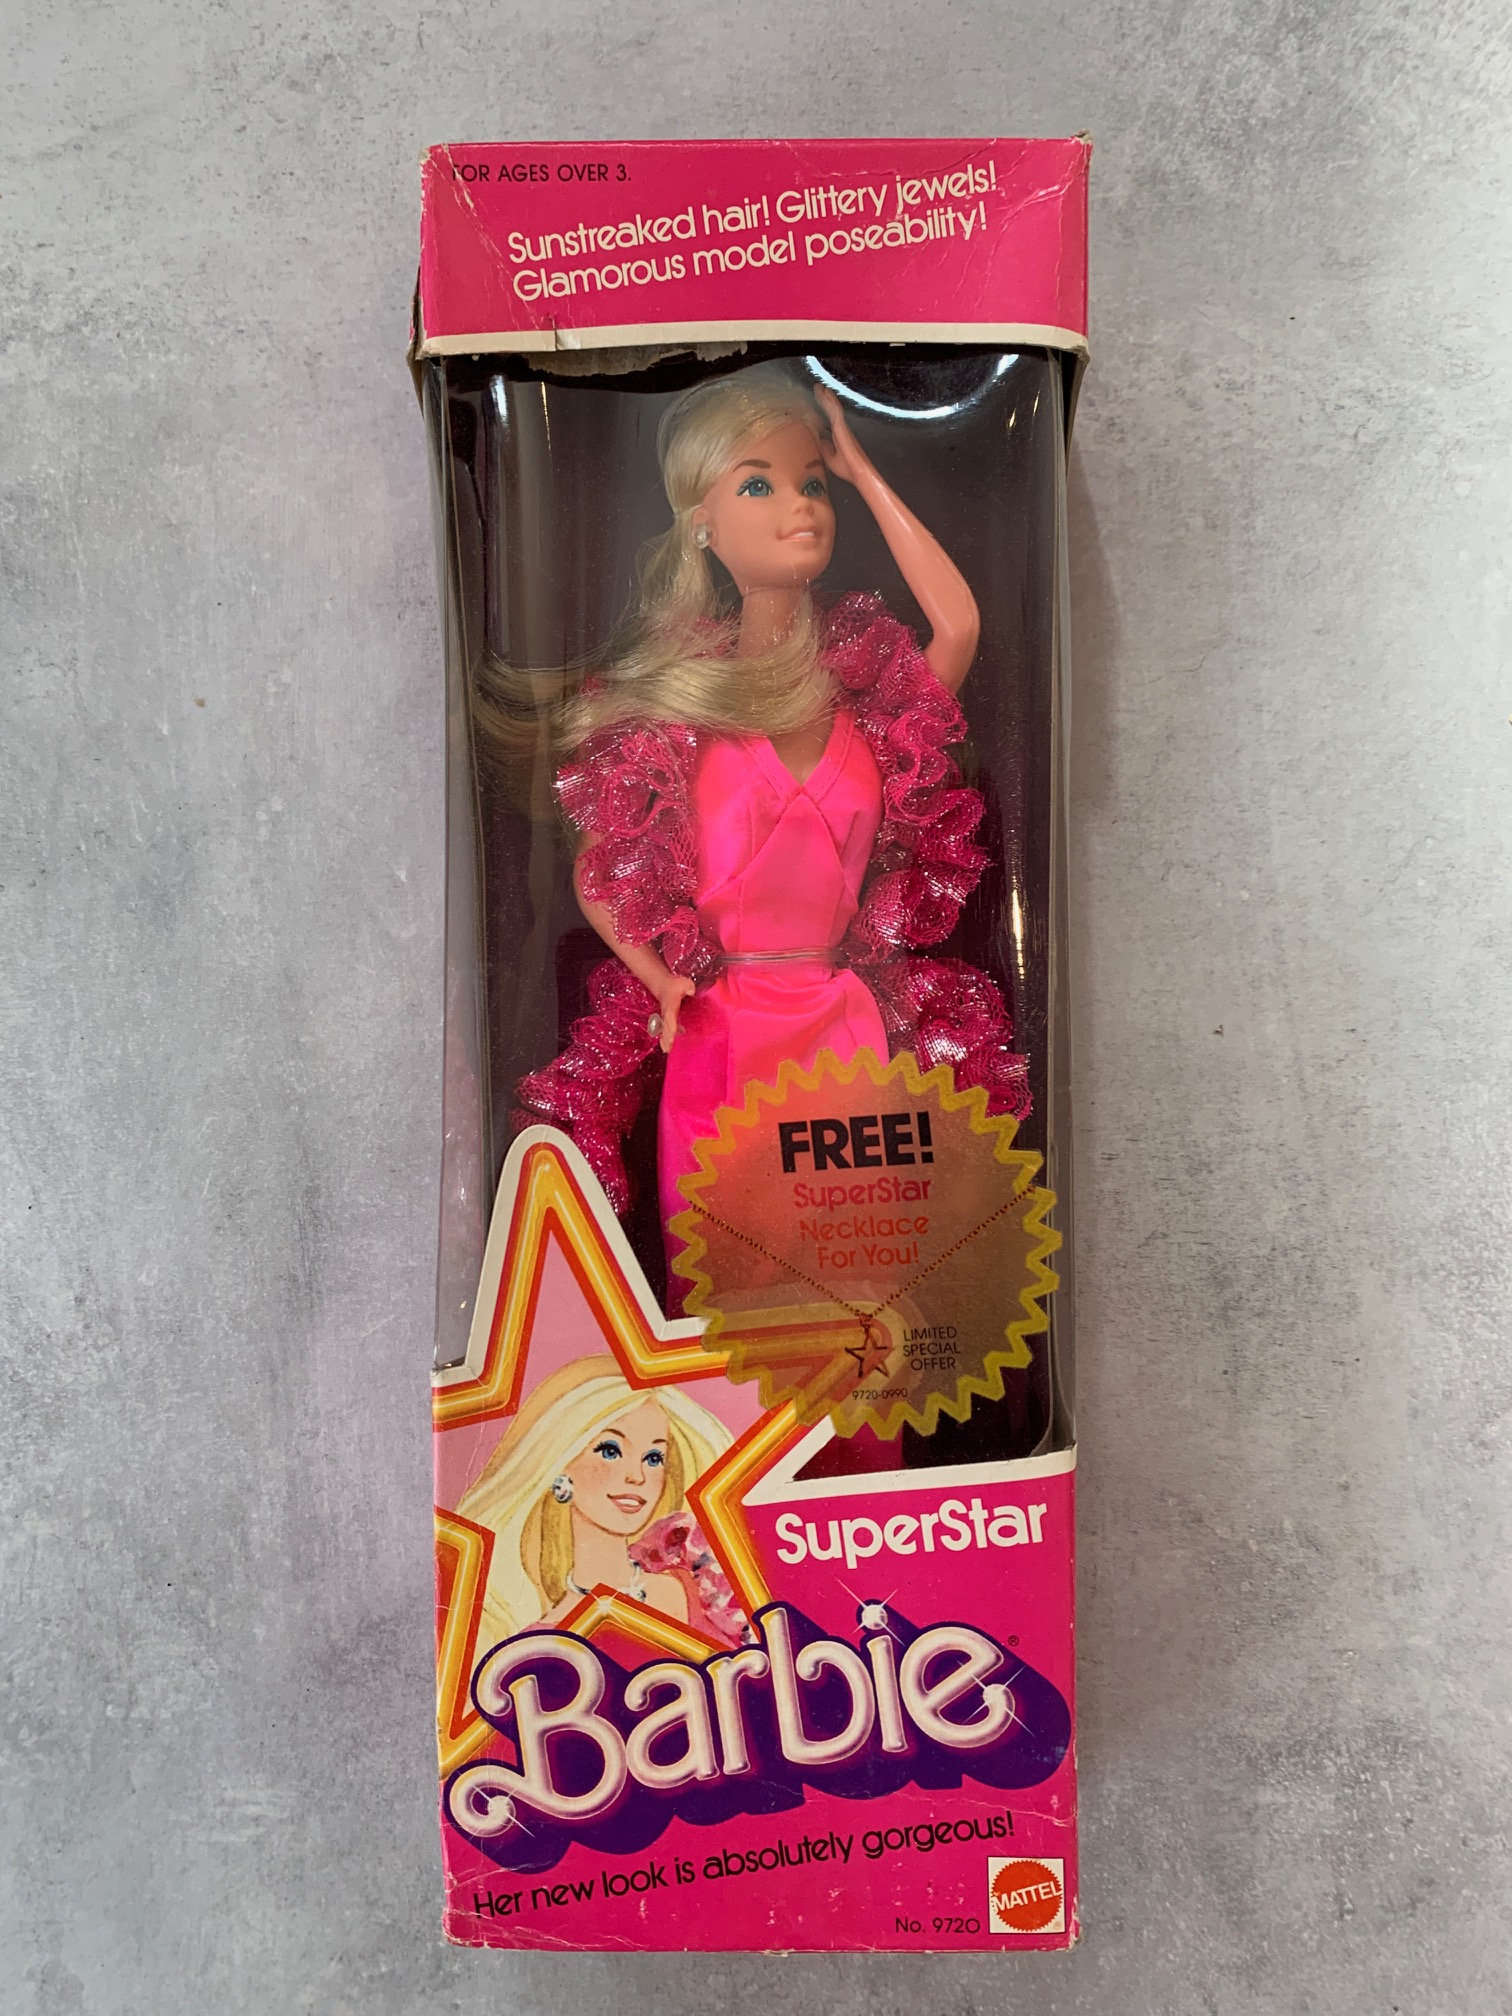 FOR AGES OVER 3.
Sunstreaked hair! Glittery jewels!
Glamorous model poseability!
FREE!
SuperStar
Necklace
For You!
LIMITED
SPECIAL
OFFER
9720-0990
SuperStar
Barbie®
Her new look is absolutely gorgeous!
MATTEL
No. 9720